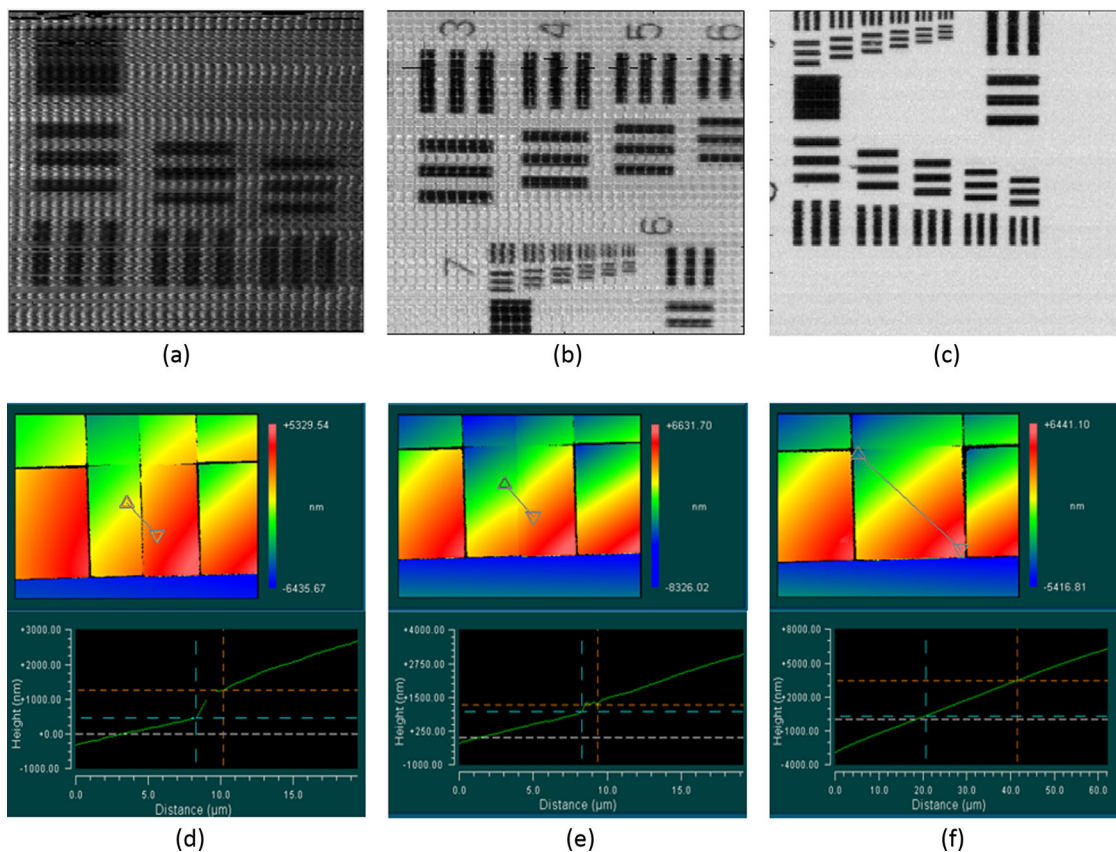 3 4 5 6
6
7
(a) (b) (c)
+5329.54
nm
-6435.67
+6631.70
nm
-8326.02
+6441.10
nm
-5416.81
+3000.00
+2000.00
+1000.00
+0.00
-1000.00
Height (nm)
0.0 5.0 10.0 15.0
Distance (µm)
+4000.00
+2750.00
+1500.00
+250.00
-1000.00
Height (nm)
0.0 5.0 10.0 15.0
Distance (µm)
+8000.00
+5000.00
+2000.00
-1000.00
-4000.00
Height (nm)
0.0 10.0 20.0 30.0 40.0 50.0 60.0
Distance (µm)
(d) (e) (f)